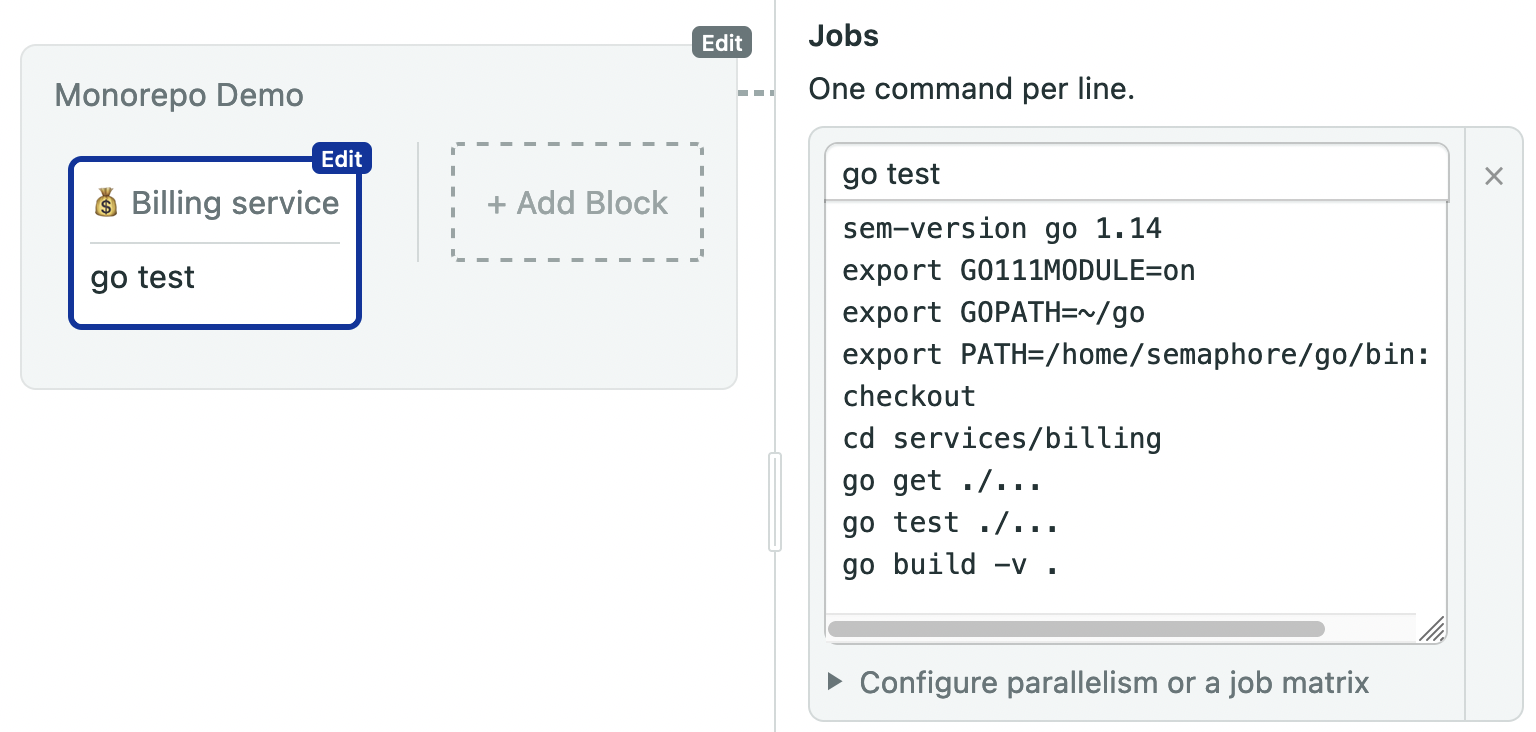 Edit
Monorepo Demo
Edit
💰 Billing service
go test
+ Add Block
Jobs
One command per line.
go test
sem-version go 1.14
export GO111MODULE=on
export GOPATH=~/go
export PATH=/home/semaphore/go/bin:
checkout
cd services/billing
go get ./...
go test ./...
go build -v .
Configure parallelism or a job matrix